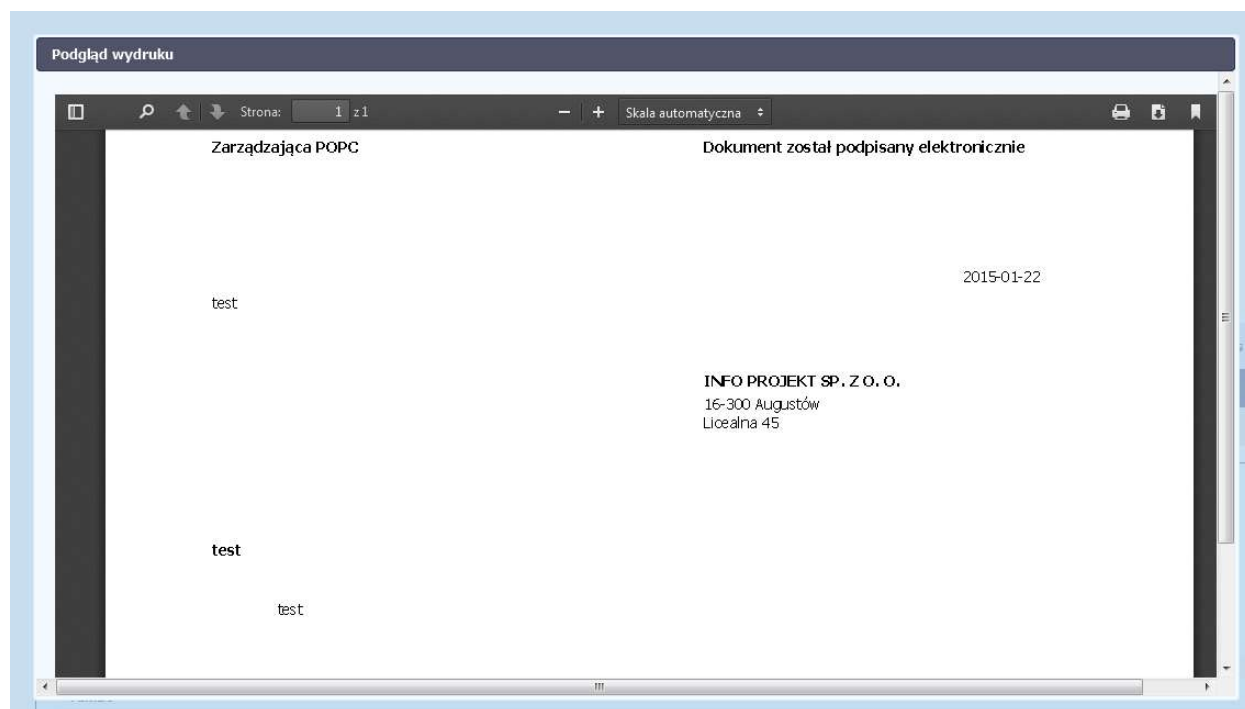 Podgląd wydruku
Strona: 1 z 1 Skala automatyczna
Zarządzająca POPC Dokument został podpisany elektronicznie
2015-01-22
test
INFO PROJEKT SP. Z O. O.
16-300 Augustów
Licealna 45
test
test